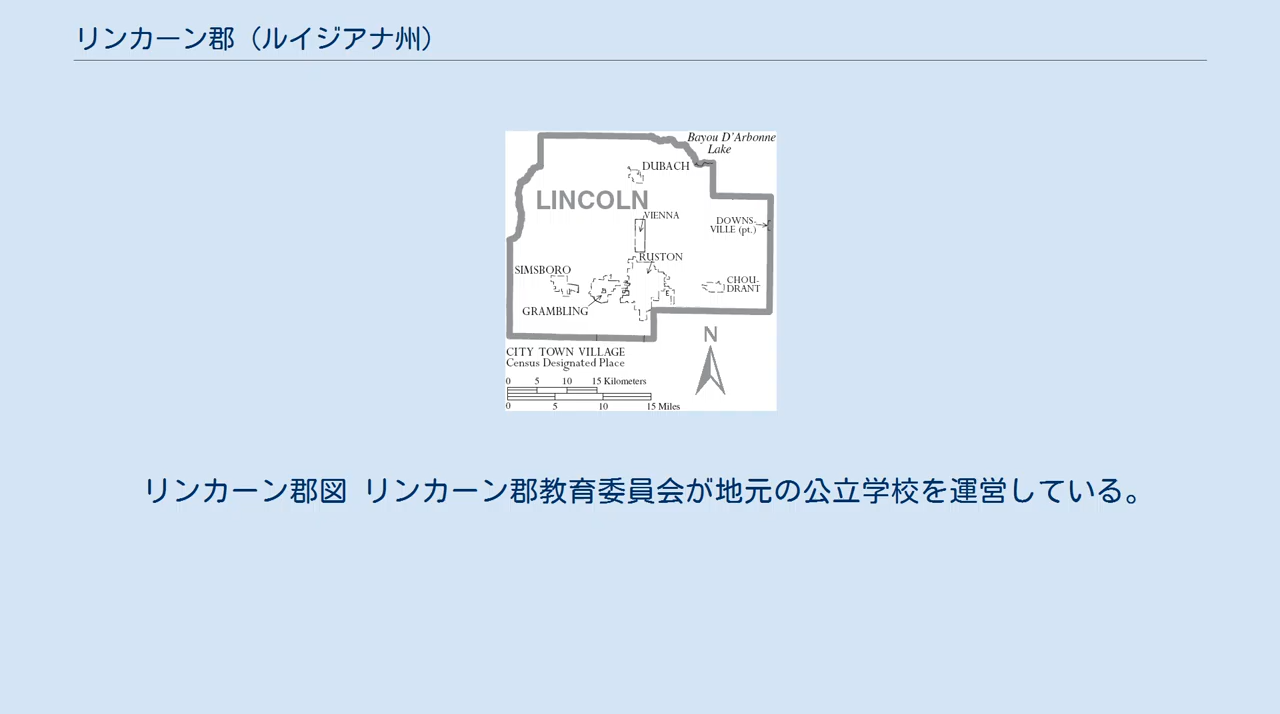 リンカーン郡（ルイジアナ州）
Bayou D'Arbonne
Lake
DUBACH
LINCOLN
VIENNA
DOWNS-
VILLE (pt.)
RUSTON
SIMSBORO
CHOU-
DRANT
GRAMBLING
N
CITY TOWN VILLAGE
Census Designated Place
0 5 10 15 Kilometers
0 5 10 15 Miles
リンカーン郡図 リンカーン郡教育委員会が地元の公立学校を運営している。